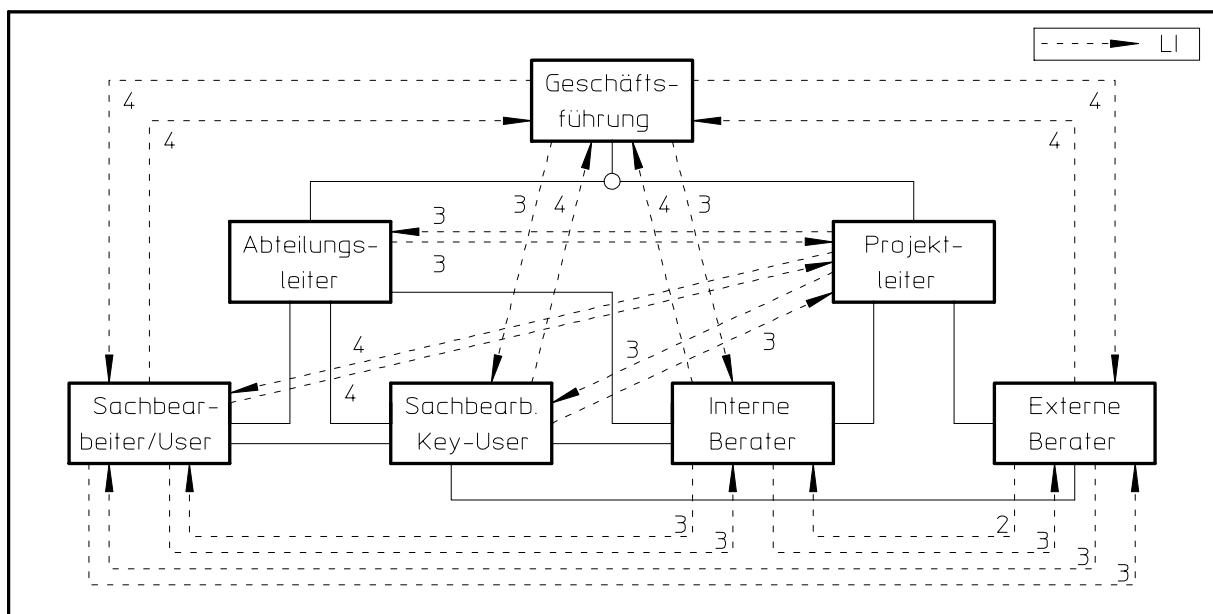 LI
Geschäfts-
führung
4
4
4
4
3
4
4
3
Abteilungs-
leiter
3
3
Projekt-
leiter
4
4
3
3
Sachbear-
beiter/User
Sachbearb.
Key-User
Interne
Berater
Externe
Berater
3
3
2
3
3
3